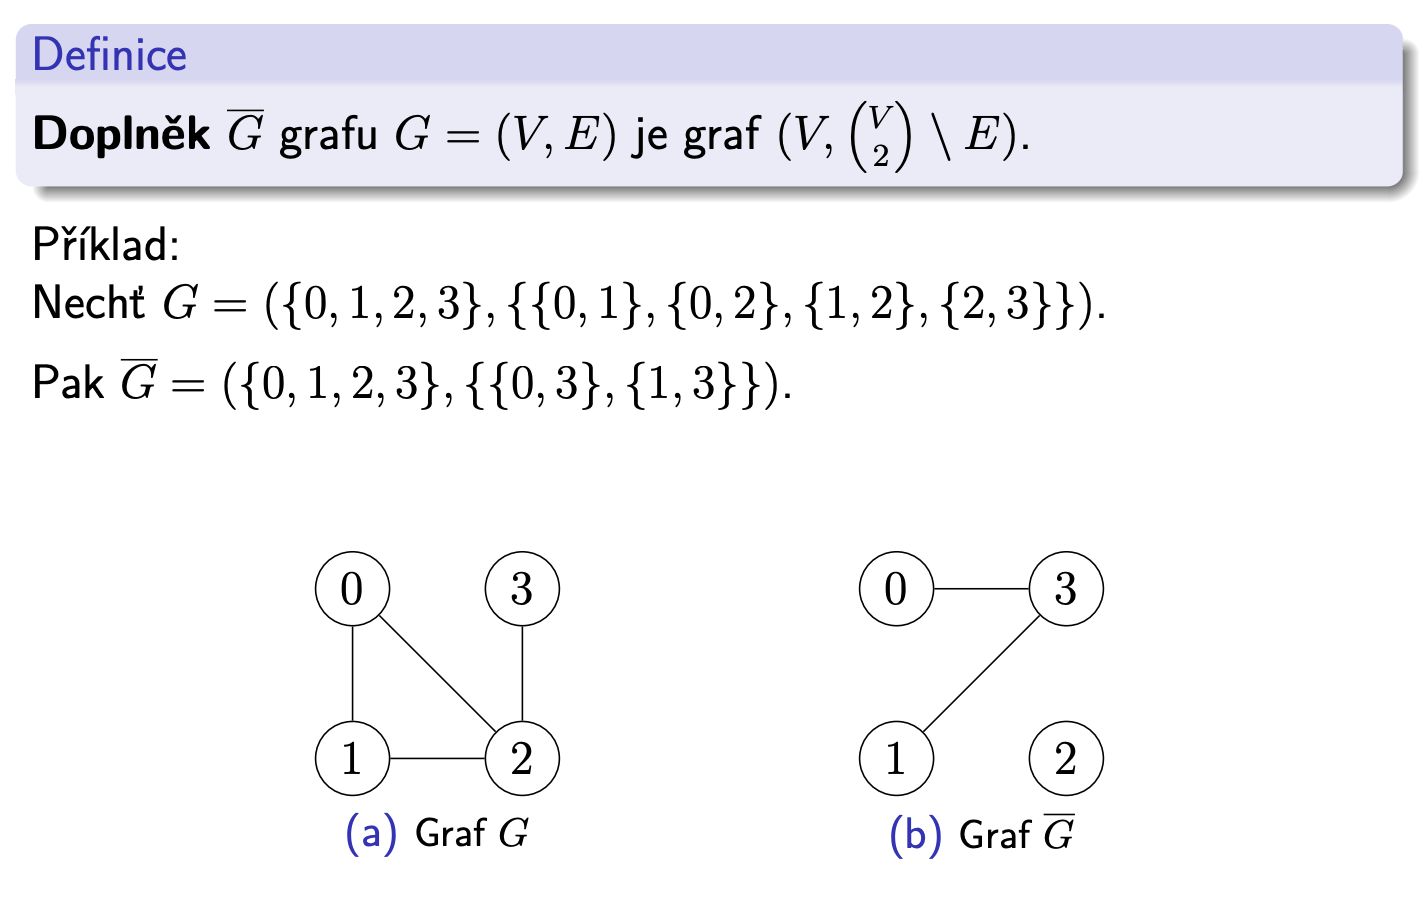 Definice
Doplněk $\overline{G}$ grafu $G = (V, E)$ je graf $(V, \binom{V}{2} \setminus E)$.
Příklad:
Nechť $G = (\{0, 1, 2, 3\}, \{\{0, 1\}, \{0, 2\}, \{1, 2\}, \{2, 3\}\})$.
Pak $\overline{G} = (\{0, 1, 2, 3\}, \{\{0, 3\}, \{1, 3\}\})$.
0 3
1 2
(a) Graf $G$
0 3
1 2
(b) Graf $\overline{G}$